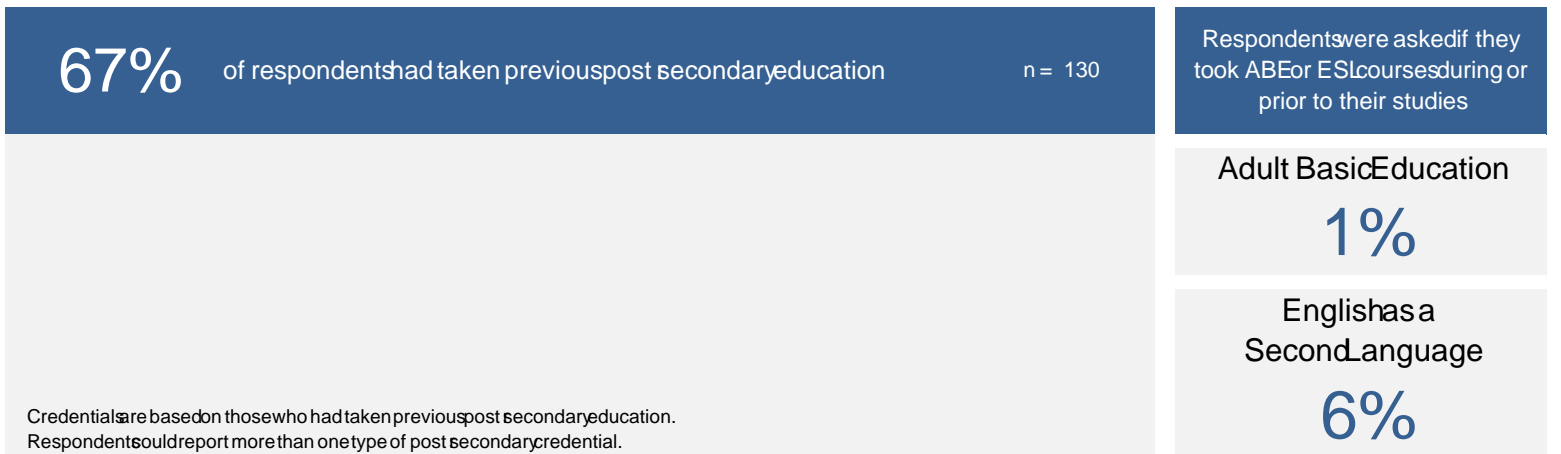 67% of respondents had taken previous post secondary education n = 130
Credentials are based on those who had taken previous post secondary education.
Respondents could report more than one type of post secondary credential.
Respondents were asked if they
took ABE or ESL courses during or
prior to their studies
Adult Basic Education
1%
English as a
Second Language
6%